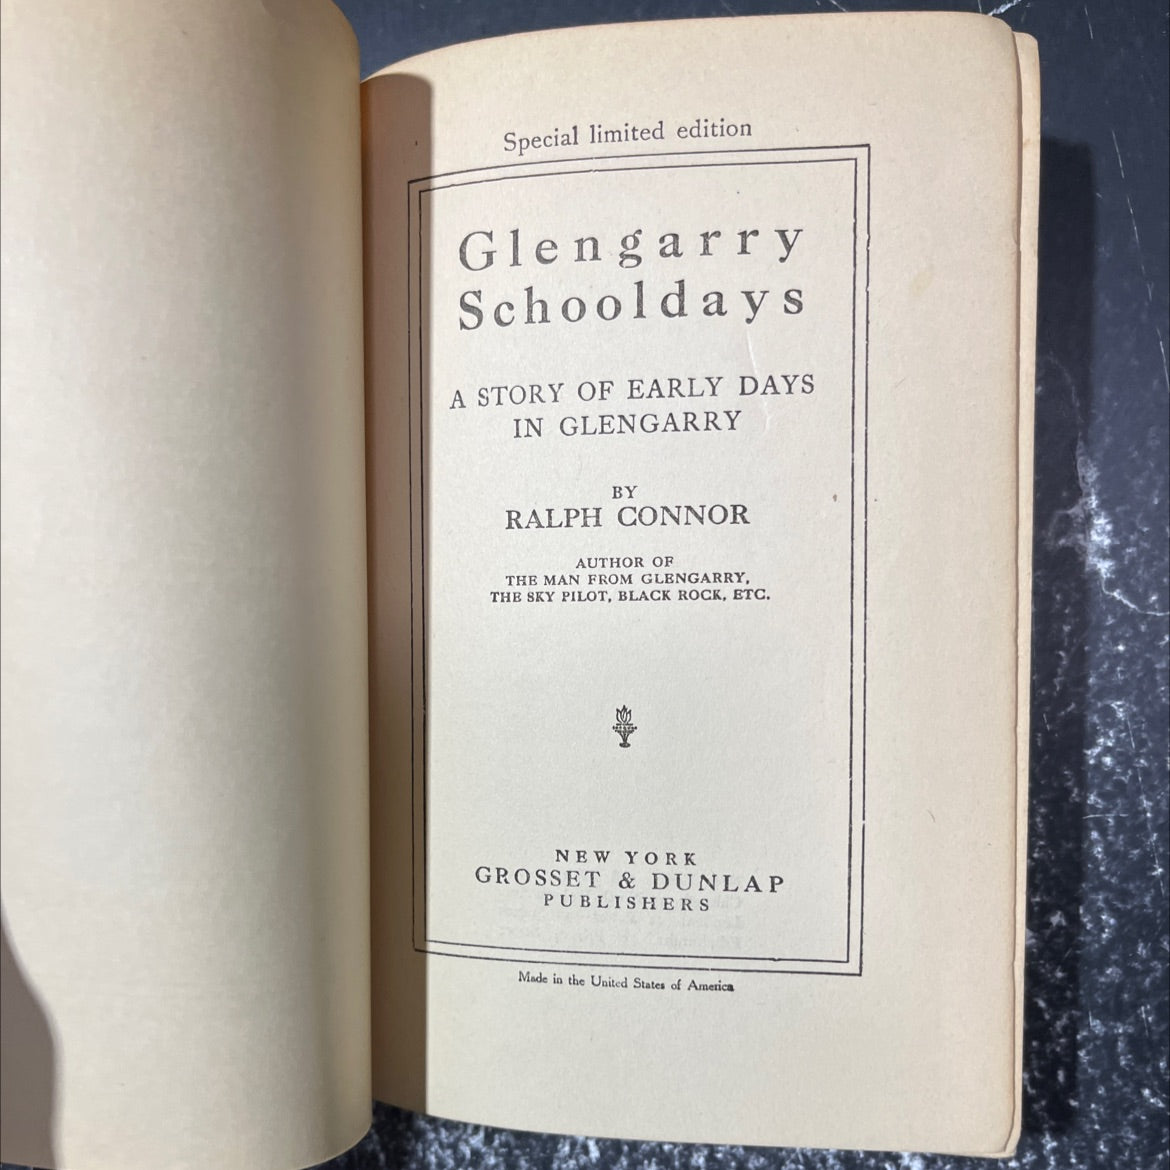 Special limited edition
Glengarry
Schooldays
A STORY OF EARLY DAYS
IN GLENGARRY
BY
RALPH CONNOR
AUTHOR OF
THE MAN FROM GLENGARRY,
THE SKY PILOT, BLACK ROCK, ETC.
NEW YORK
GROSSET & DUNLAP
PUBLISHERS
Made in the United States of America